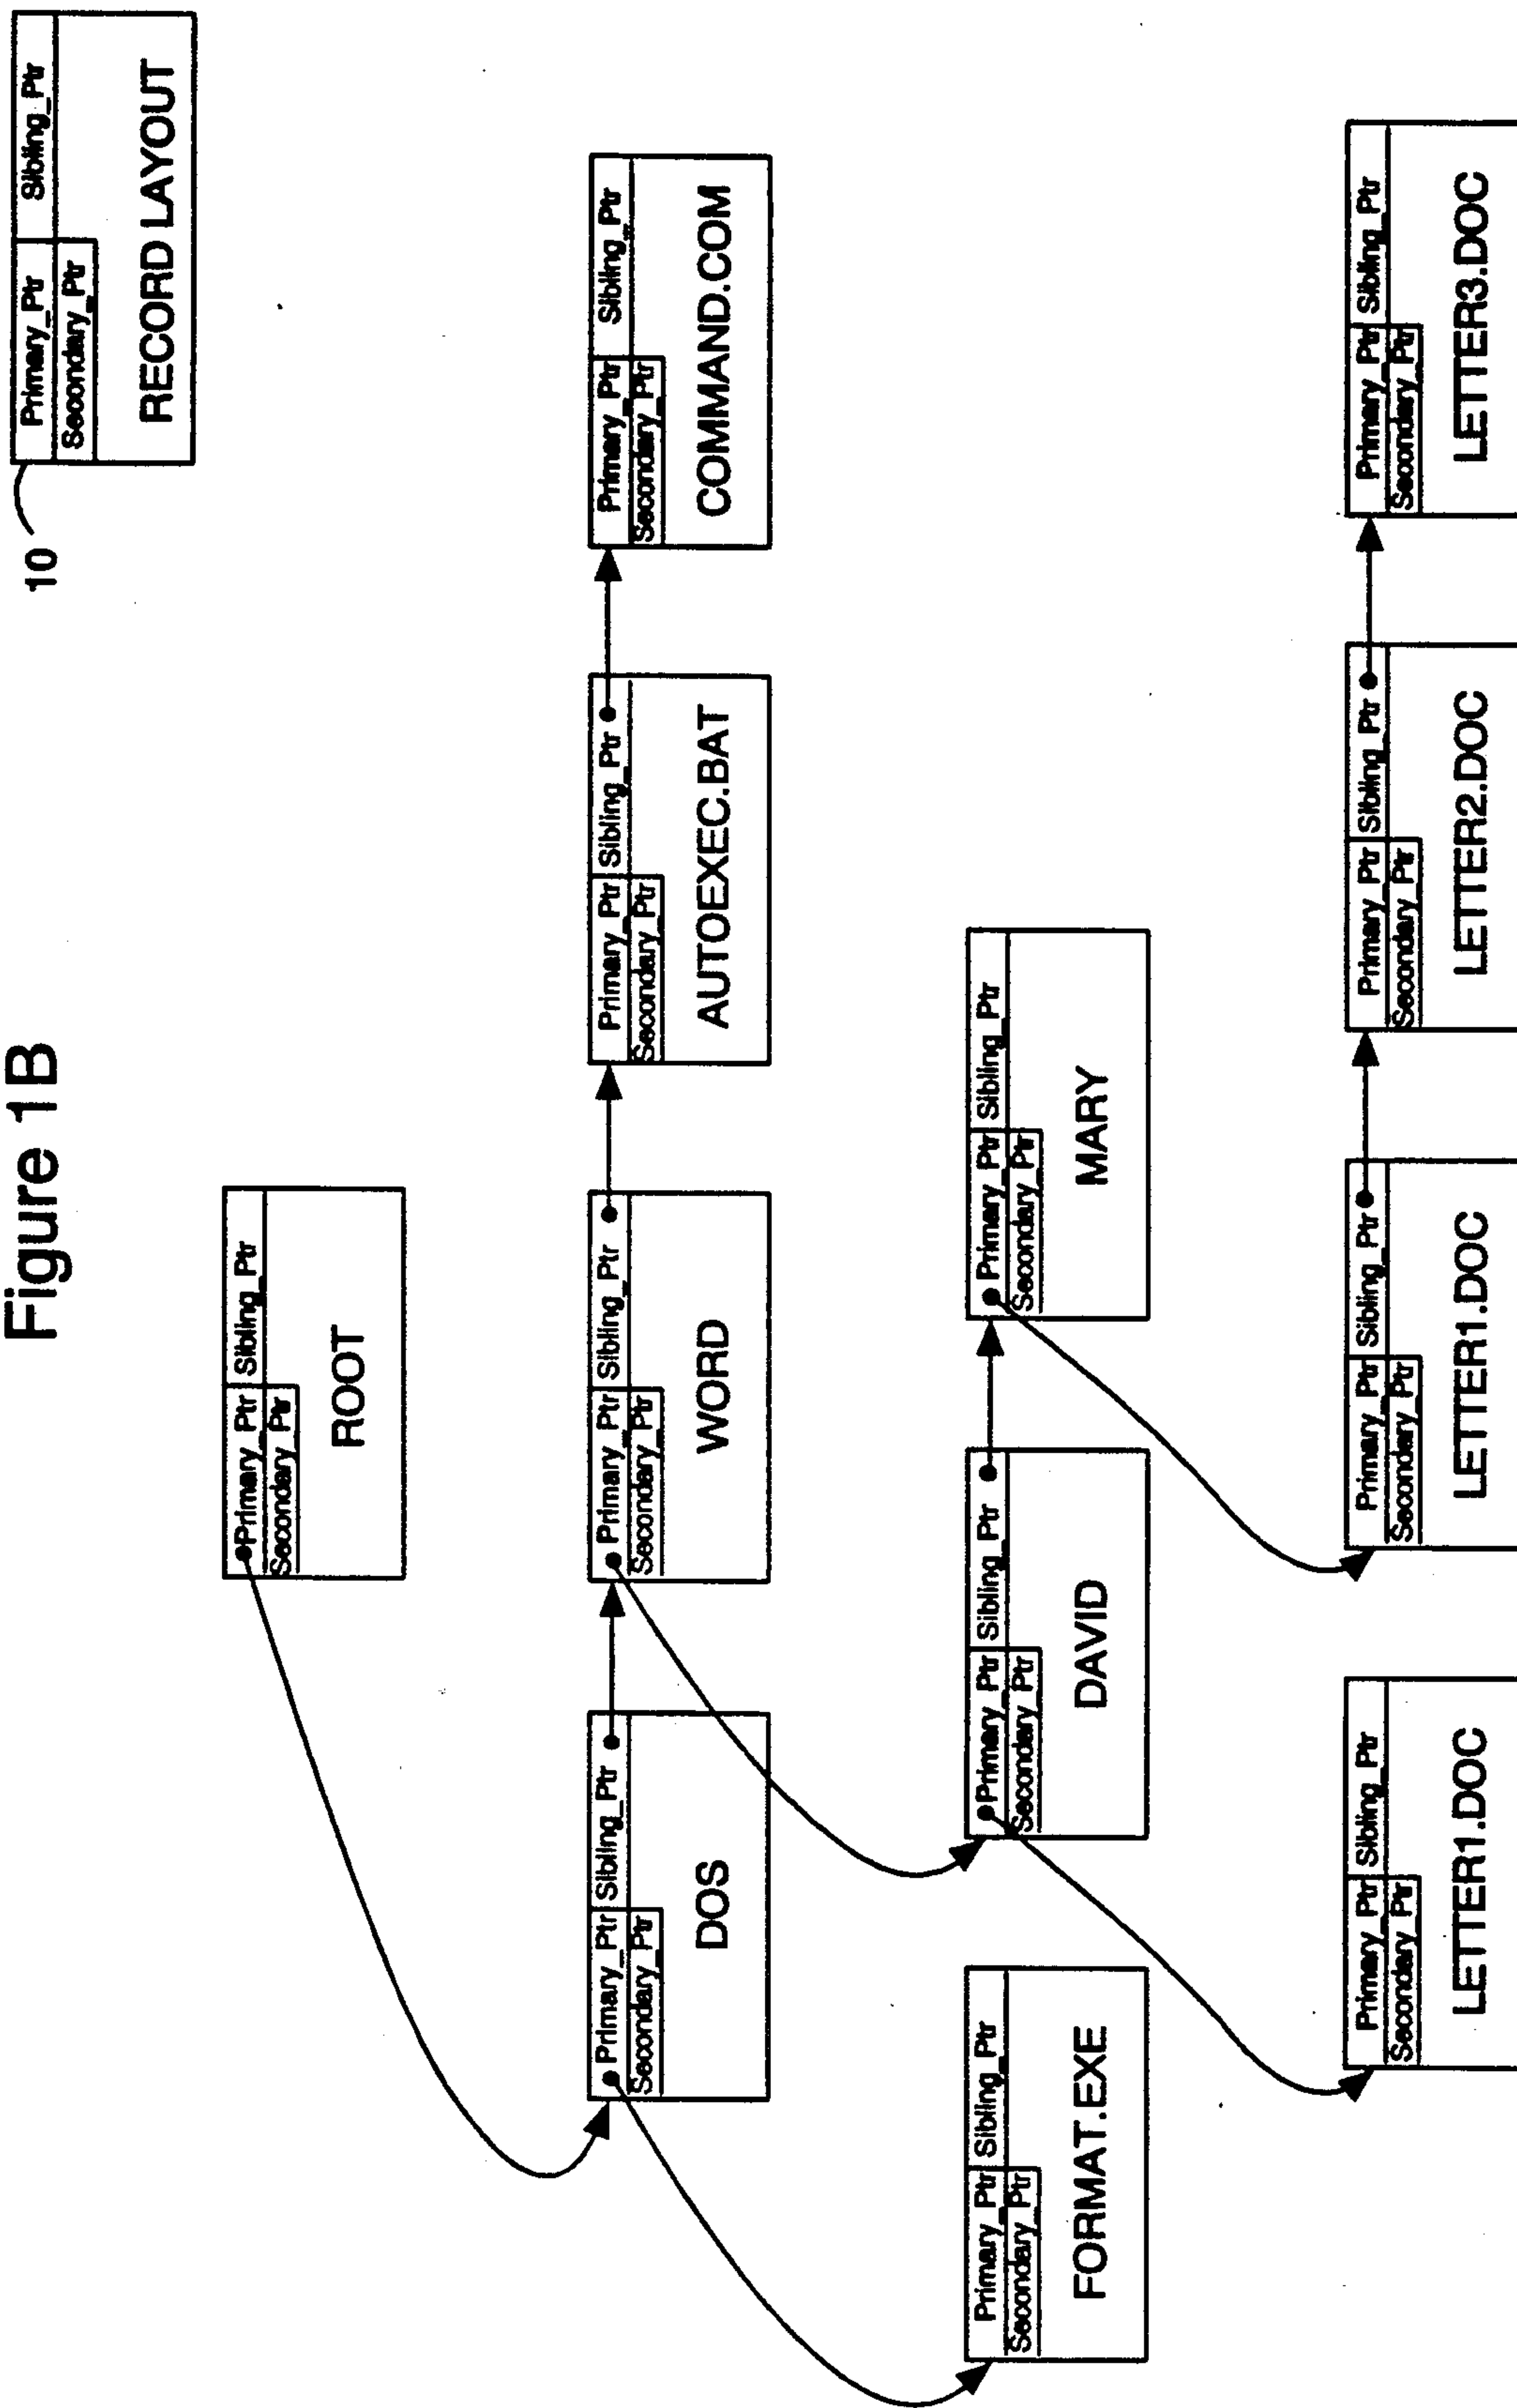 Figure 1B
10
Primary_Ptr Sibling_Ptr
Secondary_Ptr
RECORD LAYOUT
Primary_Ptr Sibling_Ptr
Secondary_Ptr
ROOT
Primary_Ptr Sibling_Ptr
Secondary_Ptr
DOS
Primary_Ptr Sibling_Ptr
Secondary_Ptr
WORD
Primary_Ptr Sibling_Ptr
Secondary_Ptr
AUTOEXEC.BAT
Primary_Ptr Sibling_Ptr
Secondary_Ptr
COMMAND.COM
Primary_Ptr Sibling_Ptr
Secondary_Ptr
FORMAT.EXE
Primary_Ptr Sibling_Ptr
Secondary_Ptr
DAVID
Primary_Ptr Sibling_Ptr
Secondary_Ptr
MARY
Primary_Ptr Sibling_Ptr
Secondary_Ptr
LETTER1.DOC
Primary_Ptr Sibling_Ptr
Secondary_Ptr
LETTER1.DOC
Primary_Ptr Sibling_Ptr
Secondary_Ptr
LETTER2.DOC
Primary_Ptr Sibling_Ptr
Secondary_Ptr
LETTER3.DOC